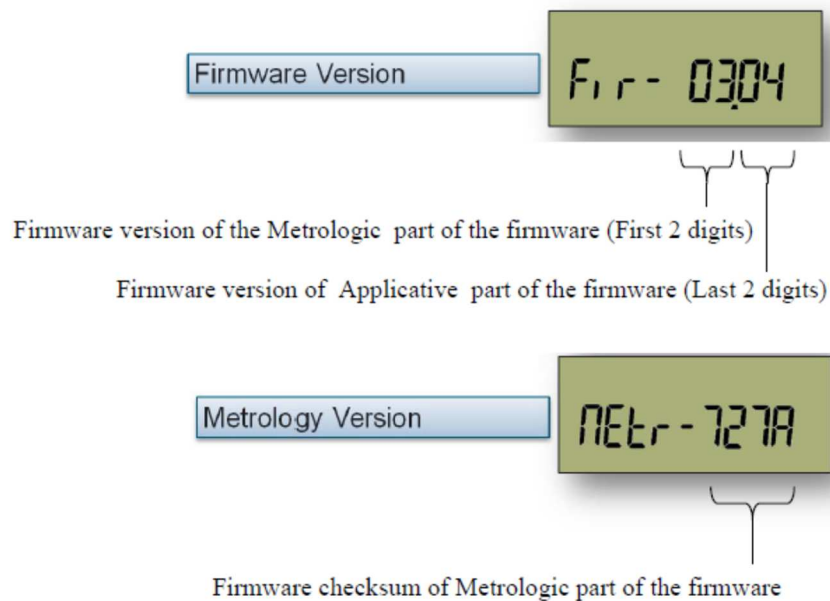 Firmware Version
Fir- 03.04
Firmware version of the Metrologic part of the firmware (First 2 digits)
Firmware version of Applicative part of the firmware (Last 2 digits)
Metrology Version
MEtr-727A
Firmware checksum of Metrologic part of the firmware